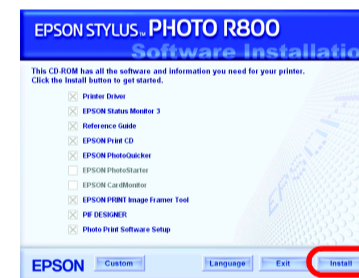 EPSON STYLUS™ PHOTO R800
Software Installatio
This CD-ROM has all the software and information you need for your printer.
Click the Install button to get started.
Printer Driver
EPSON Status Monitor 3
Reference Guide
EPSON Print CD
EPSON PhotoQuicker
EPSON PhotoStarter
EPSON CardMonitor
EPSON PRINT Image Framer Tool
PIF DESIGNER
Photo Print Software Setup
EPSON Custom Language Exit Install
EPSON